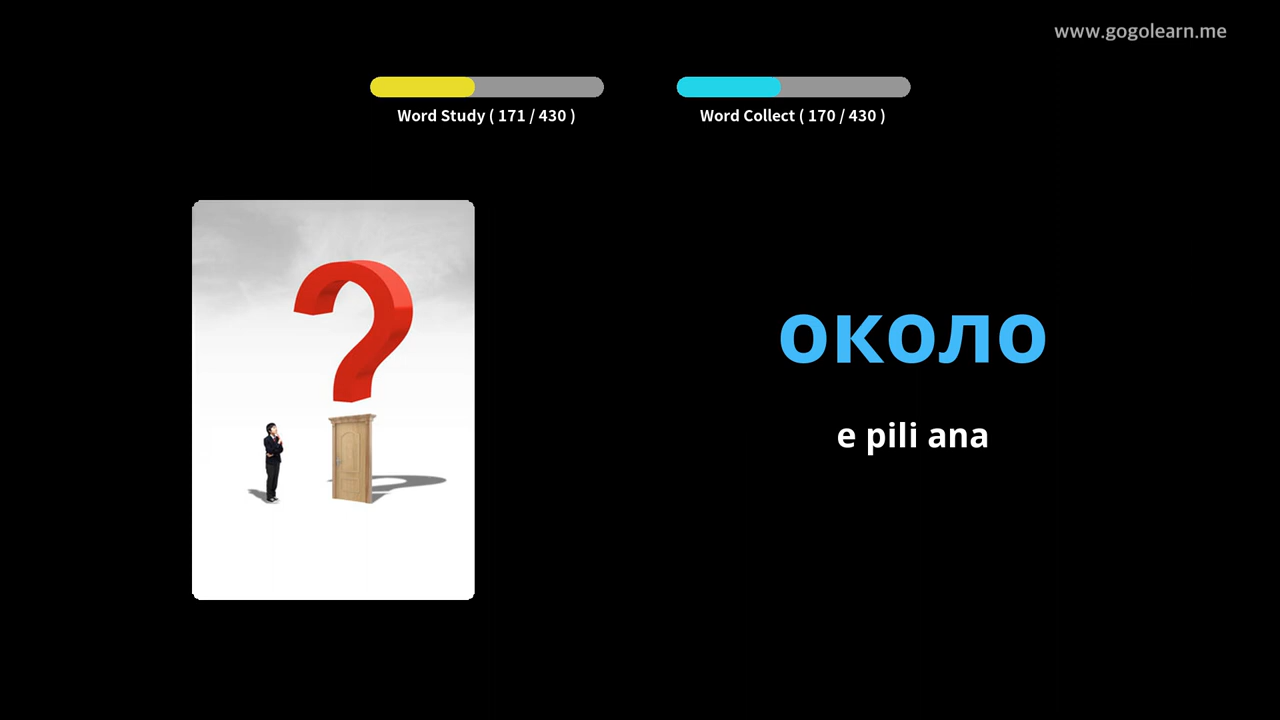 www.gogolearn.me
Word Study ( 171 / 430 )
Word Collect ( 170 / 430 )
около
e pili ana